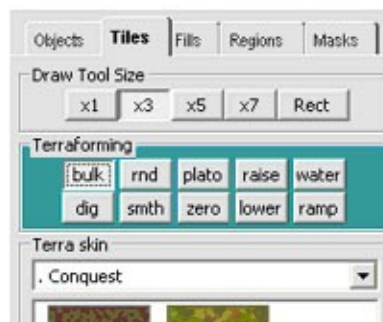 Objects Tiles Fills Regions Masks
Draw Tool Size
x1 x3 x5 x7 Rect
Terraforming
bulk rnd plato raise water
dig smth zero lower ramp
Terra skin
. Conquest